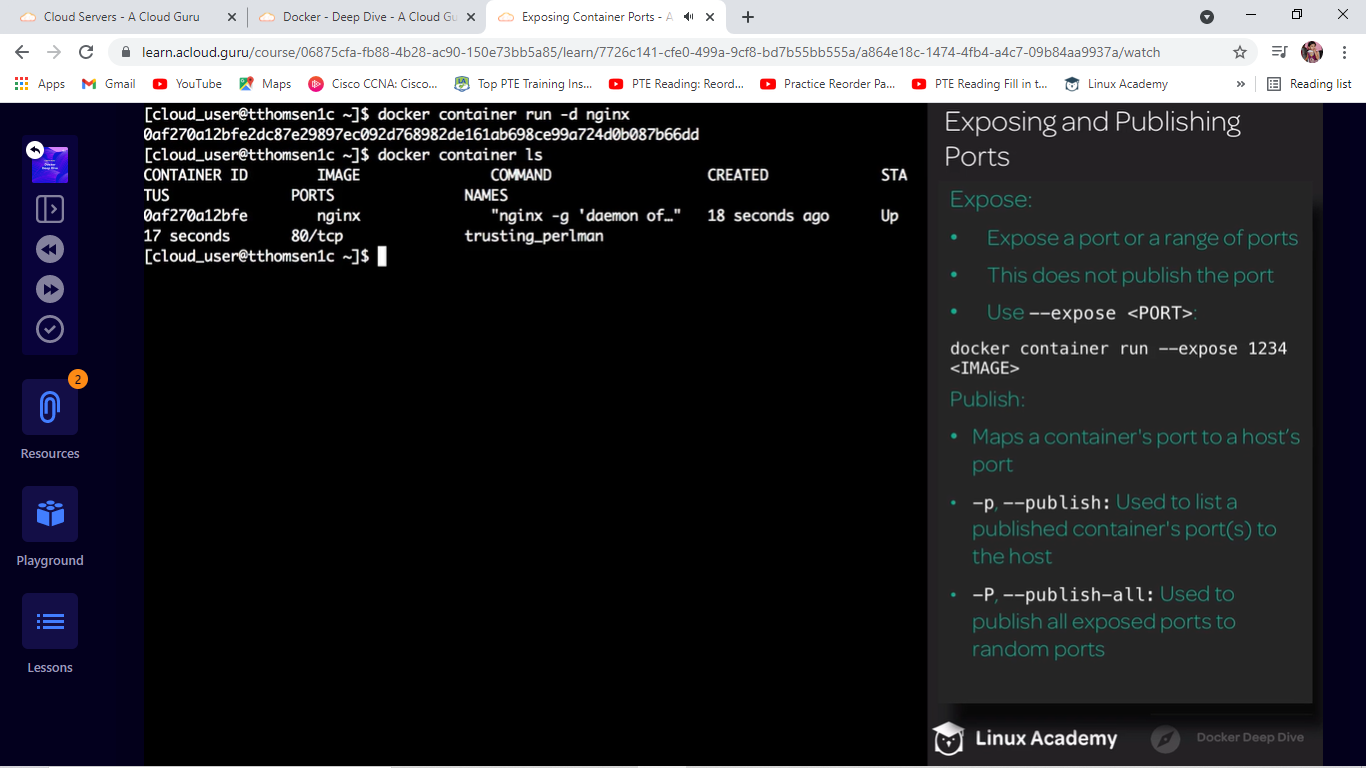 Cloud Servers - A Cloud Guru
Docker - Deep Dive - A Cloud Gu
Exposing Container Ports - A
learn.acloud.guru/course/06875cfa-fb88-4b28-ac90-150e73bb5a85/learn/7726c141-cfe0-499a-9cf8-bd7b55bb555a/a864e18c-1474-4fb4-a4c7-09b84aa9937a/watch
Apps
Gmail
YouTube
Maps
Cisco CCNA: Cisco...
Top PTE Training Ins...
PTE Reading: Reord...
Practice Reorder Pa...
PTE Reading Fill in t...
Linux Academy
»
Reading list
2
Resources
Playground
Lessons
[cloud_user@tthomsen1c ~]$ docker container run -d nginx
0af270a12bfe2dc87e29897ec092d768982de161ab698ce99a724d0b087b66dd
[cloud_user@tthomsen1c ~]$ docker container ls
CONTAINER ID IMAGE COMMAND CREATED STA
TUS PORTS NAMES
0af270a12bfe nginx "nginx -g 'daemon of…" 18 seconds ago Up
17 seconds 80/tcp trusting_perlman
[cloud_user@tthomsen1c ~]$
Exposing and Publishing
Ports
Expose:
• Expose a port or a range of ports
• This does not publish the port
• Use --expose <PORT>:
docker container run --expose 1234
<IMAGE>
Publish:
• Maps a container's port to a host's
port
• -p, --publish: Used to list a
published container's port(s) to
the host
• -P, --publish-all: Used to
publish all exposed ports to
random ports
Linux Academy
Docker Deep Dive